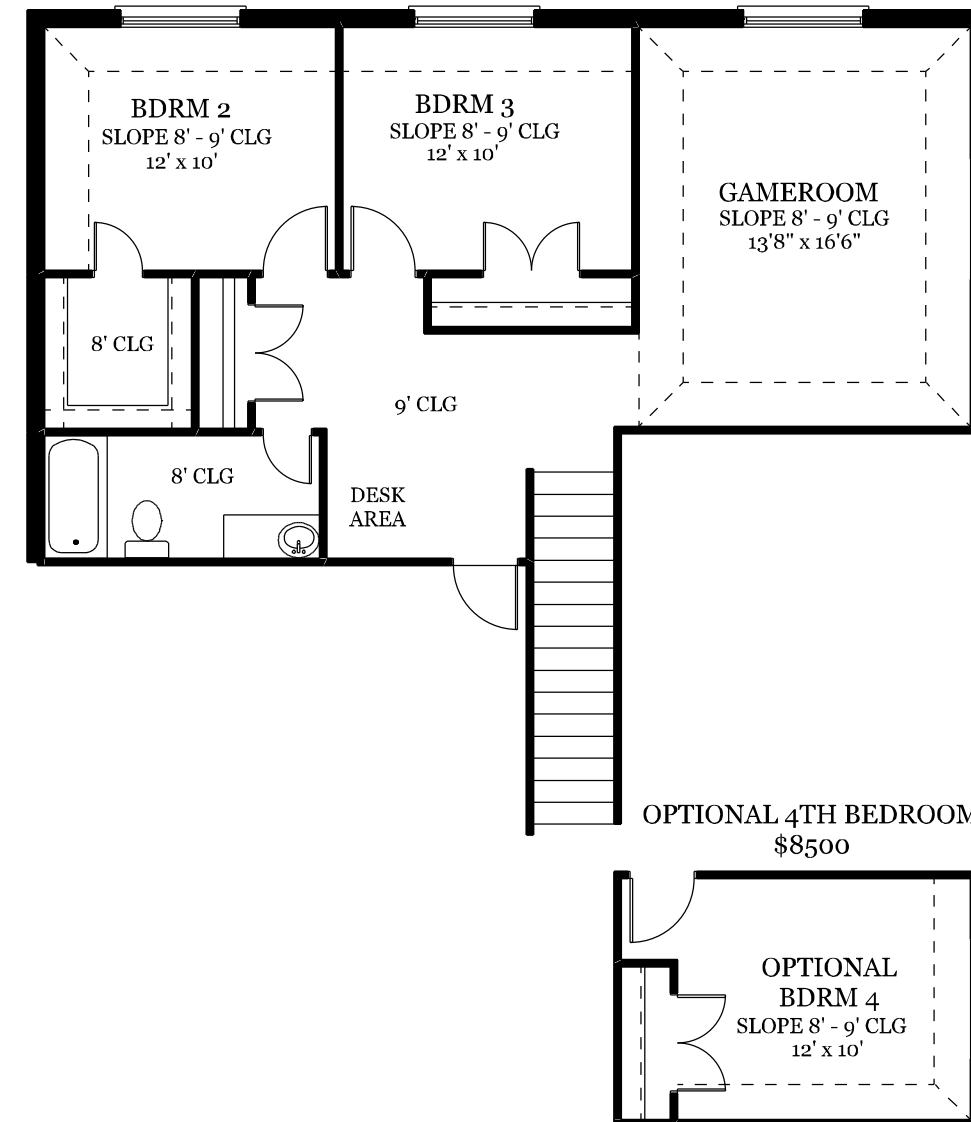 BDRM 2
SLOPE 8' - 9' CLG
12' x 10'
BDRM 3
SLOPE 8' - 9' CLG
12' x 10'
GAMEROOM
SLOPE 8' - 9' CLG
13'8" x 16'6"
8' CLG
9' CLG
8' CLG
DESK
AREA
OPTIONAL 4TH BEDROOM
$8500
OPTIONAL
BDRM 4
SLOPE 8' - 9' CLG
12' x 10'